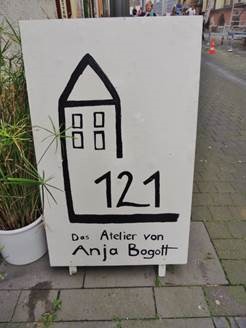 121
Das Atelier von
Anja Bogott